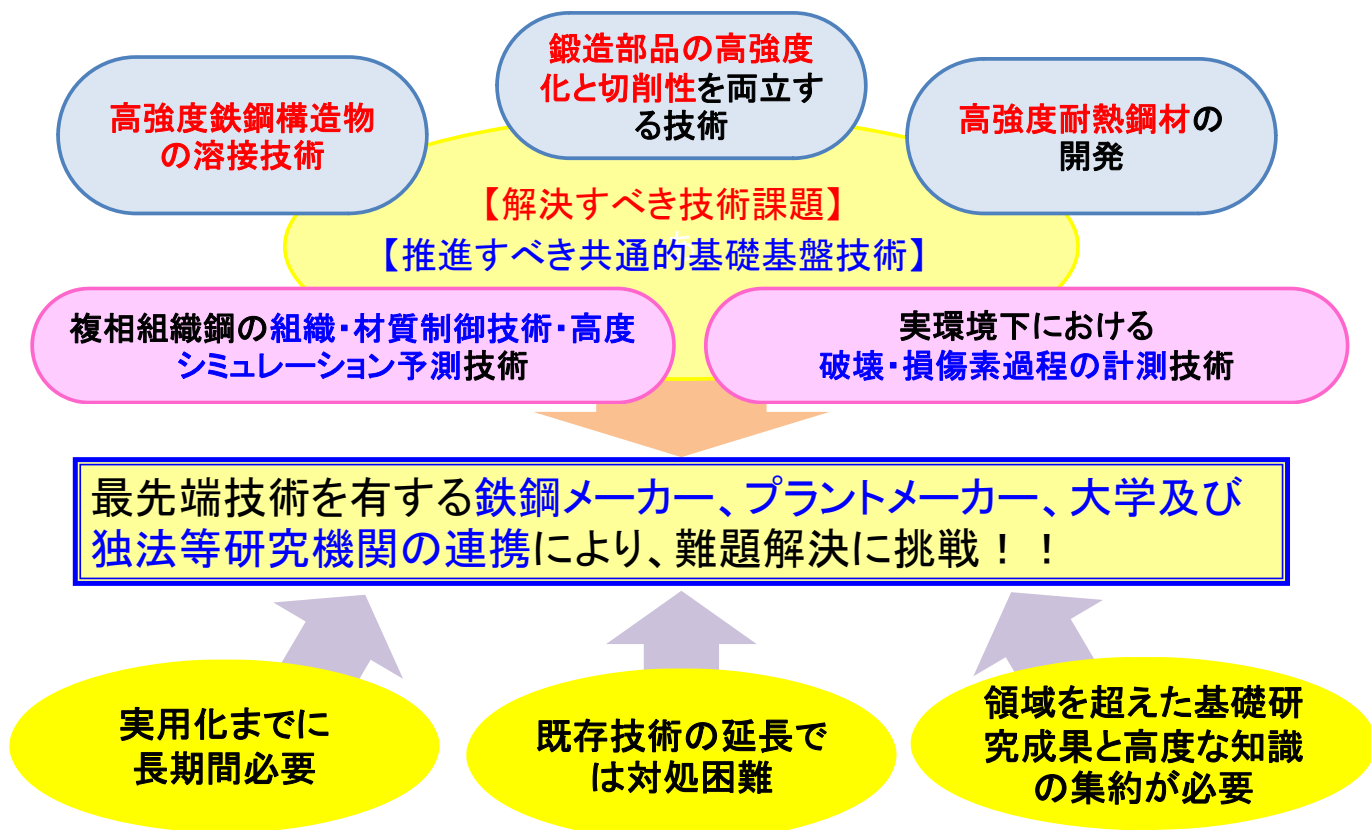 鍛造部品の高強度
化と切削性を両立す
る技術
高強度鉄鋼構造物
の溶接技術
高強度耐熱鋼材の
開発
【解決すべき技術課題】
【推進すべき共通的基礎基盤技術】
複相組織鋼の組織・材質制御技術・高度
シミュレーション予測技術
実環境下における
破壊・損傷素過程の計測技術
最先端技術を有する鉄鋼メーカー、プラントメーカー、大学及び
独法等研究機関の連携により、難題解決に挑戦！！
実用化までに
長期間必要
既存技術の延長で
は対処困難
領域を超えた基礎研
究成果と高度な知識
の集約が必要